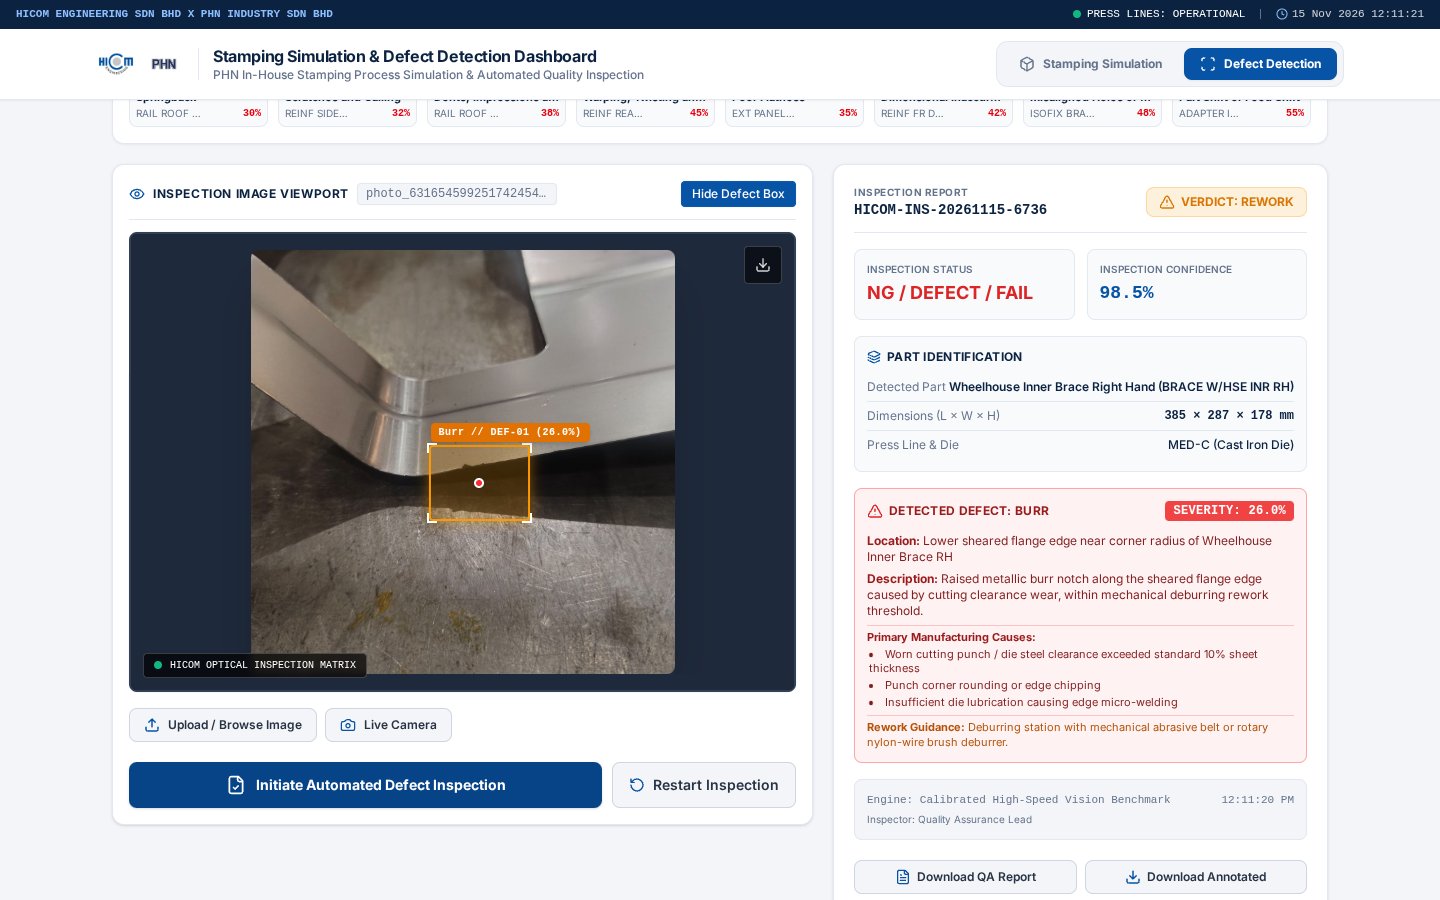 HICOM ENGINEERING SDN BHD X PHN INDUSTRY SDN BHD
PRESS LINES: OPERATIONAL | 15 Nov 2026 12:11:21
HICOM
PHN
Stamping Simulation & Defect Detection Dashboard
PHN In-House Stamping Process Simulation & Automated Quality Inspection
Stamping Simulation
Defect Detection
RAIL ROOF ... 30%
REINF SIDE... 32%
RAIL ROOF ... 38%
REINF REA... 45%
EXT PANEL... 35%
REINF FR D... 42%
ISOFIX BRA... 48%
ADAPTER I... 55%
INSPECTION IMAGE VIEWPORT
photo_631654599251742454…
Hide Defect Box
Burr // DEF-01 (26.0%)
HICOM OPTICAL INSPECTION MATRIX
Upload / Browse Image
Live Camera
Initiate Automated Defect Inspection
Restart Inspection
INSPECTION REPORT
HICOM-INS-20261115-6736
VERDICT: REWORK
INSPECTION STATUS
NG / DEFECT / FAIL
INSPECTION CONFIDENCE
98.5%
PART IDENTIFICATION
Detected Part Wheelhouse Inner Brace Right Hand (BRACE W/HSE INR RH)
Dimensions (L × W × H) 385 × 287 × 178 mm
Press Line & Die MED-C (Cast Iron Die)
DETECTED DEFECT: BURR
SEVERITY: 26.0%
Location: Lower sheared flange edge near corner radius of Wheelhouse
Inner Brace RH
Description: Raised metallic burr notch along the sheared flange edge
caused by cutting clearance wear, within mechanical deburring rework
threshold.
Primary Manufacturing Causes:
• Worn cutting punch / die steel clearance exceeded standard 10% sheet
thickness
• Punch corner rounding or edge chipping
• Insufficient die lubrication causing edge micro-welding
Rework Guidance: Deburring station with mechanical abrasive belt or rotary
nylon-wire brush deburrer.
Engine: Calibrated High-Speed Vision Benchmark 12:11:20 PM
Inspector: Quality Assurance Lead
Download QA Report
Download Annotated